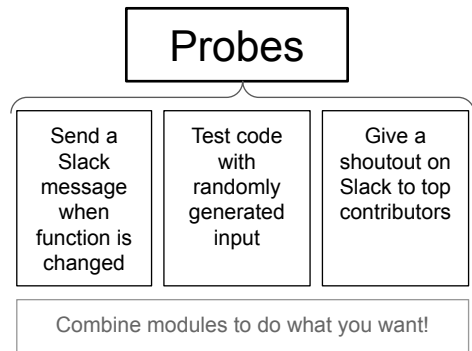 Probes
Send a
Slack
message
when
function is
changed
Test code
with
randomly
generated
input
Give a
shoutout on
Slack to top
contributors
Combine modules to do what you want!